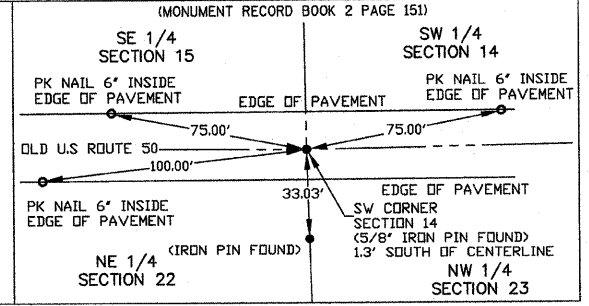 (MONUMENT RECORD BOOK 2 PAGE 151)
SE 1/4
SECTION 15
SW 1/4
SECTION 14
PK NAIL 6" INSIDE
EDGE OF PAVEMENT
EDGE OF PAVEMENT
PK NAIL 6" INSIDE
EDGE OF PAVEMENT
75.00'
75.00'
OLD U.S ROUTE 50
100.00'
33.03'
EDGE OF PAVEMENT
PK NAIL 6" INSIDE
EDGE OF PAVEMENT
SW CORNER
SECTION 14
(5/8" IRON PIN FOUND)
1.3' SOUTH OF CENTERLINE
(IRON PIN FOUND)
NE 1/4
SECTION 22
NW 1/4
SECTION 23